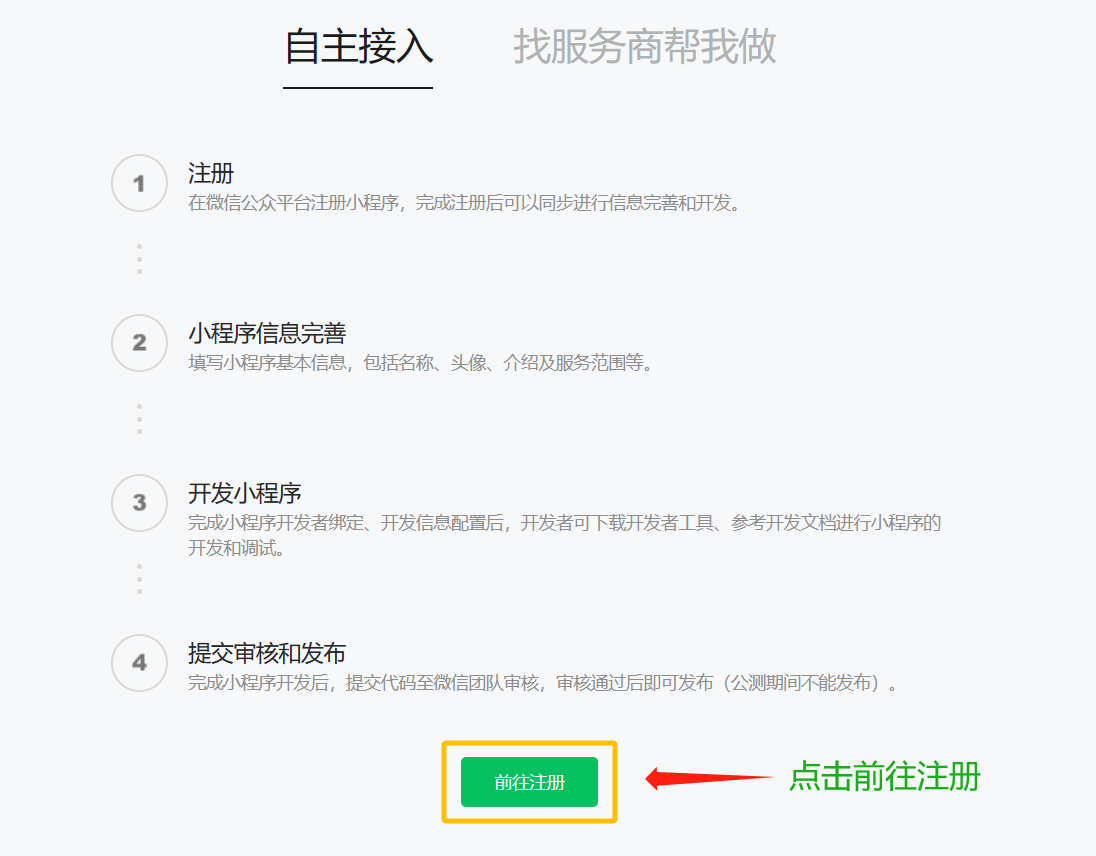 自主接入 找服务商帮我做
1 注册
在微信公众平台注册小程序，完成注册后可以同步进行信息完善和开发。
2 小程序信息完善
填写小程序基本信息，包括名称、头像、介绍及服务范围等。
3 开发小程序
完成小程序开发者绑定、开发信息配置后，开发者可下载开发者工具、参考开发文档进行小程序的
开发和调试。
4 提交审核和发布
完成小程序开发后，提交代码至微信团队审核，审核通过后即可发布（公测期间不能发布）。
前往注册 点击前往注册